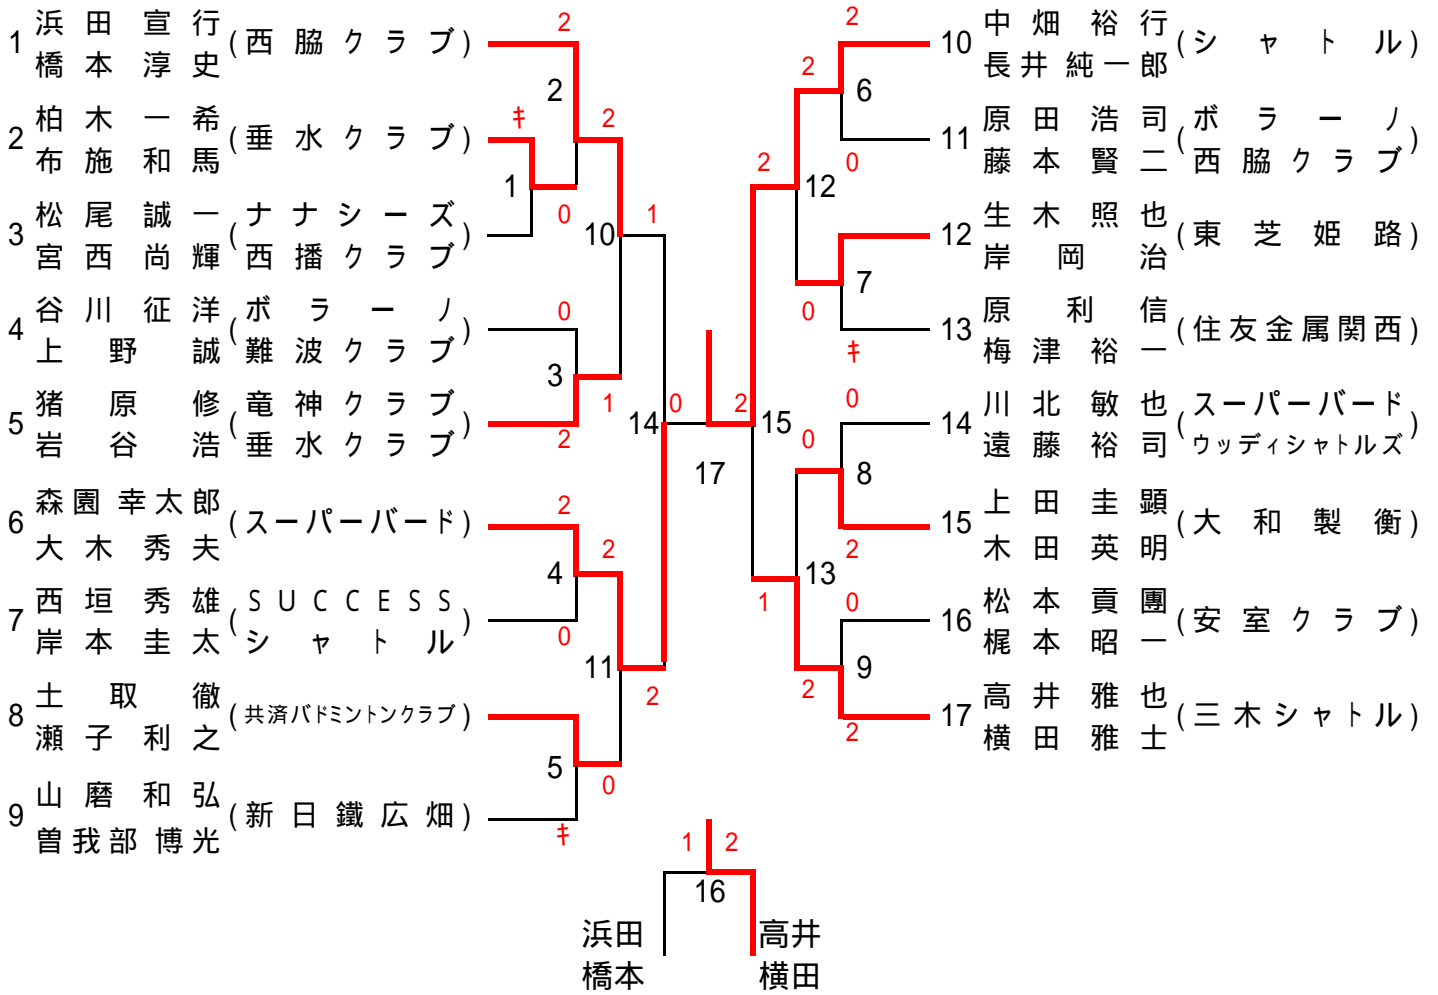 1 浜田宣行 (西脇クラブ)
橋本淳史
2 柏木一希 (垂水クラブ)
布施和馬
3 松尾誠一 (ナナシーズ
宮西尚輝 西播クラブ)
4 谷川征洋 (ボラーノ
上野誠 難波クラブ)
5 猪原修 (竜神クラブ
岩谷浩 垂水クラブ)
6 森園幸太郎 (スーパーバード)
大木秀夫
7 西垣秀雄 (SUCCESS
岸本圭太 シャトル)
8 土取徹 (共済バドミントンクラブ)
瀬子利之
9 山磨和弘 (新日鐵広畑)
曽我部博光
2
2
キ
2
1
0
10
1
0
3
1
2
14
0
2
4
2
0
11
2
5
0
キ
17
10 中畑裕行 (シャトル)
長井純一郎
11 原田浩司 (ボラーノ
藤本賢二 西脇クラブ)
12 生木照也 (東芝姫路)
岸岡治
13 原利信 (住友金属関西)
梅津裕一
14 川北敏也 (スーパーバード
遠藤裕司 ウッディシャトルズ)
15 上田圭顕 (大和製衡)
木田英明
16 松本貢團 (安室クラブ)
梶本昭一
17 高井雅也 (三木シャトル)
横田雅士
2
2
6
0
2
12
7
0
キ
2
15
0
0
8
2
13
1
0
9
2
2
1 2
16
浜田 高井
橋本 横田